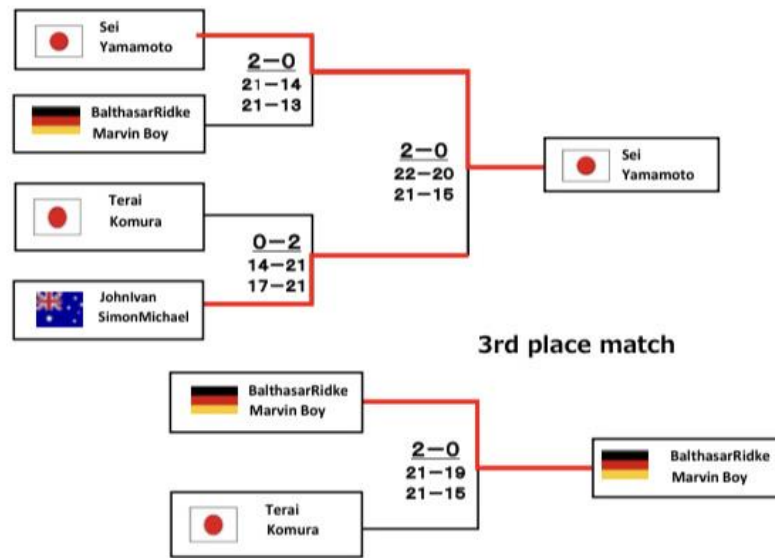 Sei
Yamamoto
2−0
21−14
21−13
BalthasarRidke
Marvin Boy
2−0
22−20
21−15
Sei
Yamamoto
Terai
Komura
0−2
14−21
17−21
JohnIvan
SimonMichael
3rd place match
BalthasarRidke
Marvin Boy
2−0
21−19
21−15
BalthasarRidke
Marvin Boy
Terai
Komura